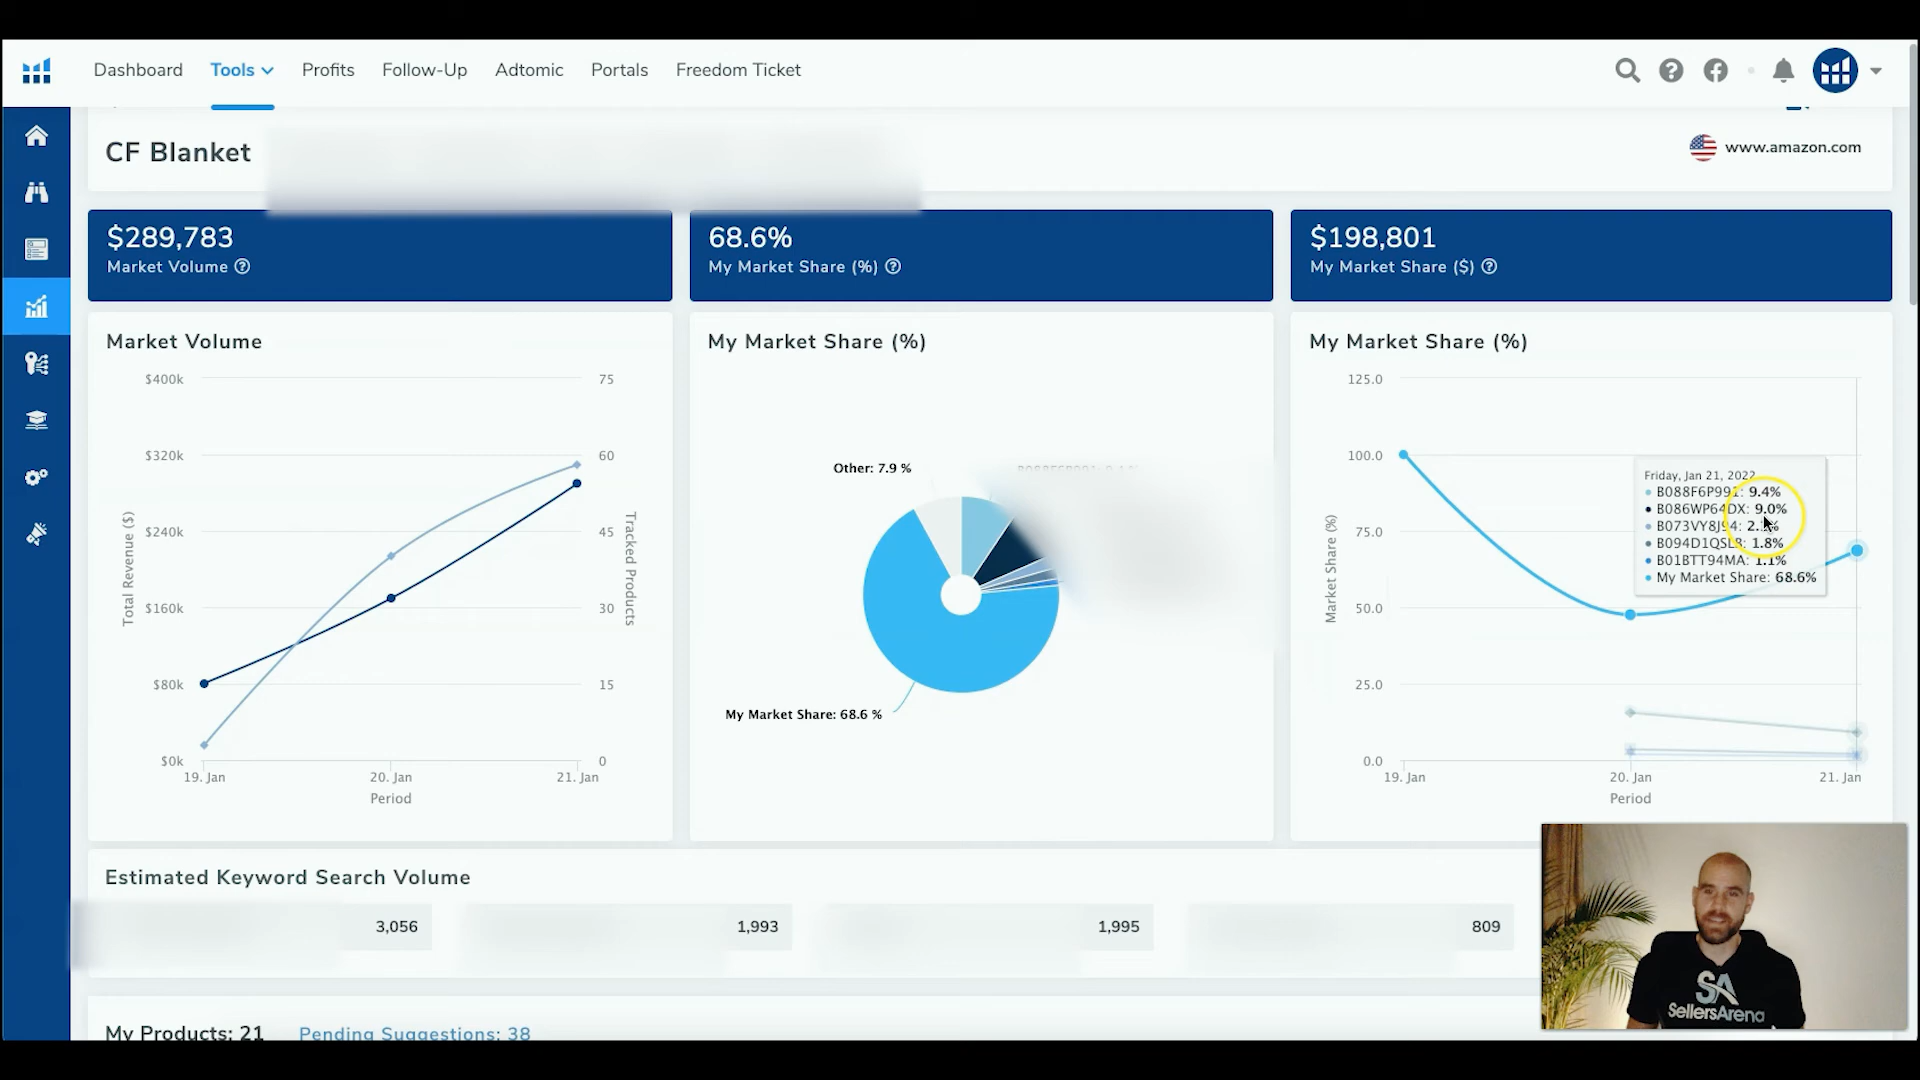 Dashboard Tools Profits Follow-Up Adtomic Portals Freedom Ticket
CF Blanket
www.amazon.com
$289,783
Market Volume
68.6%
My Market Share (%)
$198,801
My Market Share ($)
Market Volume
$400k
$320k
$240k
$160k
$80k
$0k
Total Revenue ($)
75
60
45
30
15
0
Tracked Products
19. Jan 20. Jan 21. Jan
Period
My Market Share (%)
Other: 7.9 %
My Market Share: 68.6 %
My Market Share (%)
125.0
100.0
75.0
50.0
25.0
0.0
Market Share (%)
Friday, Jan 21, 2022
B088F6P991: 9.4%
B086WP64DX: 9.0%
B073VY8J94:
B094D1QSL8: 1.8%
B01BTT94MA: 1.1%
My Market Share: 68.6%
19. Jan 20. Jan 21. Jan
Period
Estimated Keyword Search Volume
3,056 1,993 1,995 809
My Products: 21 Pending Suggestions: 38
SA
SellersArena